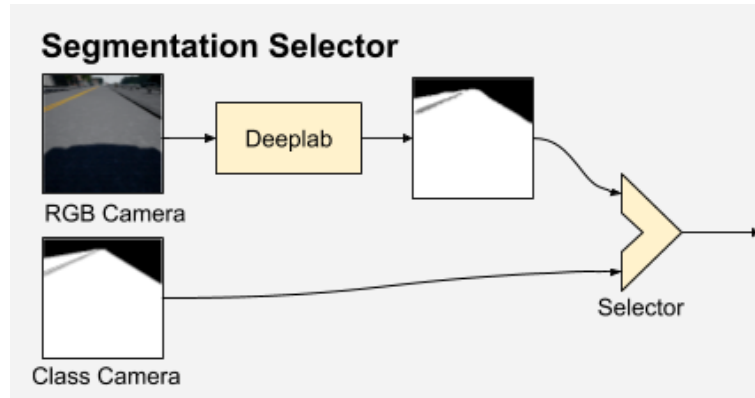 Segmentation Selector
Deeplab
RGB Camera
Selector
Class Camera